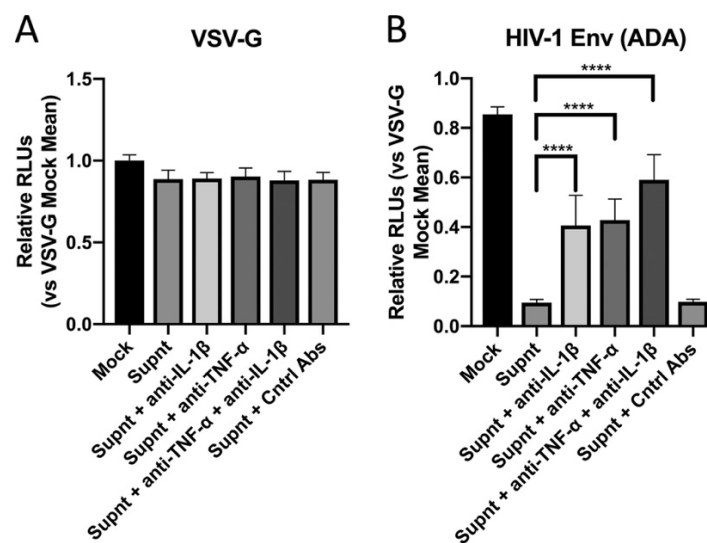 A
VSV-G
Relative RLUs
(vs VSV-G Mock Mean)
1.5
1.0
0.5
0.0
Mock
Supnt
Supnt + anti-IL-1β
Supnt + anti-TNF-α
Supnt + anti-TNF-α + anti-IL-1β
Supnt + Cntrl Abs
B
HIV-1 Env (ADA)
Relative RLUs (vs VSV-G
Mock Mean)
1.0
0.8
0.6
0.4
0.2
0.0
****
****
****
Mock
Supnt
Supnt + anti-IL-1β
Supnt + anti-TNF-α
Supnt + anti-TNF-α + anti-IL-1β
Supnt + Cntrl Abs